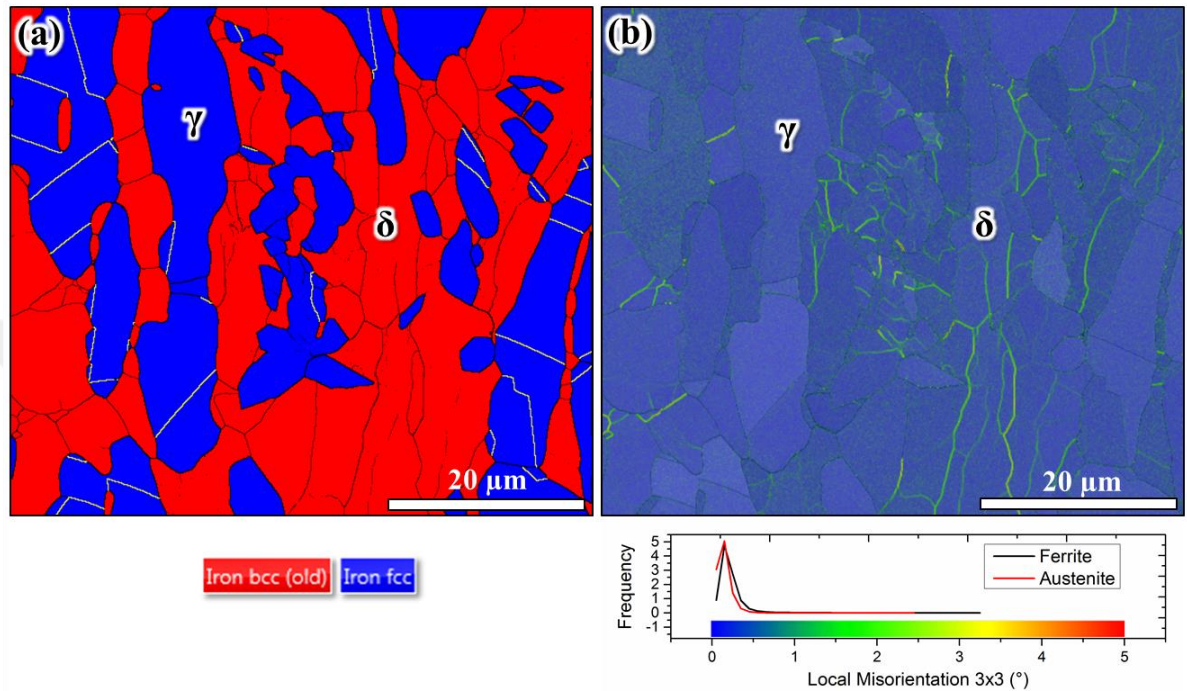 (a)
γ
δ
20 µm
(b)
γ
δ
20 µm
Iron bcc (old) Iron fcc
Frequency
5
4
3
2
1
0
-1
Ferrite
Austenite
0 1 2 3 4 5
Local Misorientation 3x3 (°)